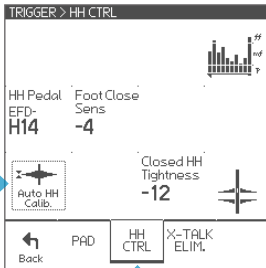 TRIGGER > HH CTRL
ff
mf
p
HH Pedal
EFD-
H14
Foot Close
Sens
-4
Auto HH
Calib.
Closed HH
Tightness
-12
Back
PAD
HH
CTRL
X-TALK
ELIM.